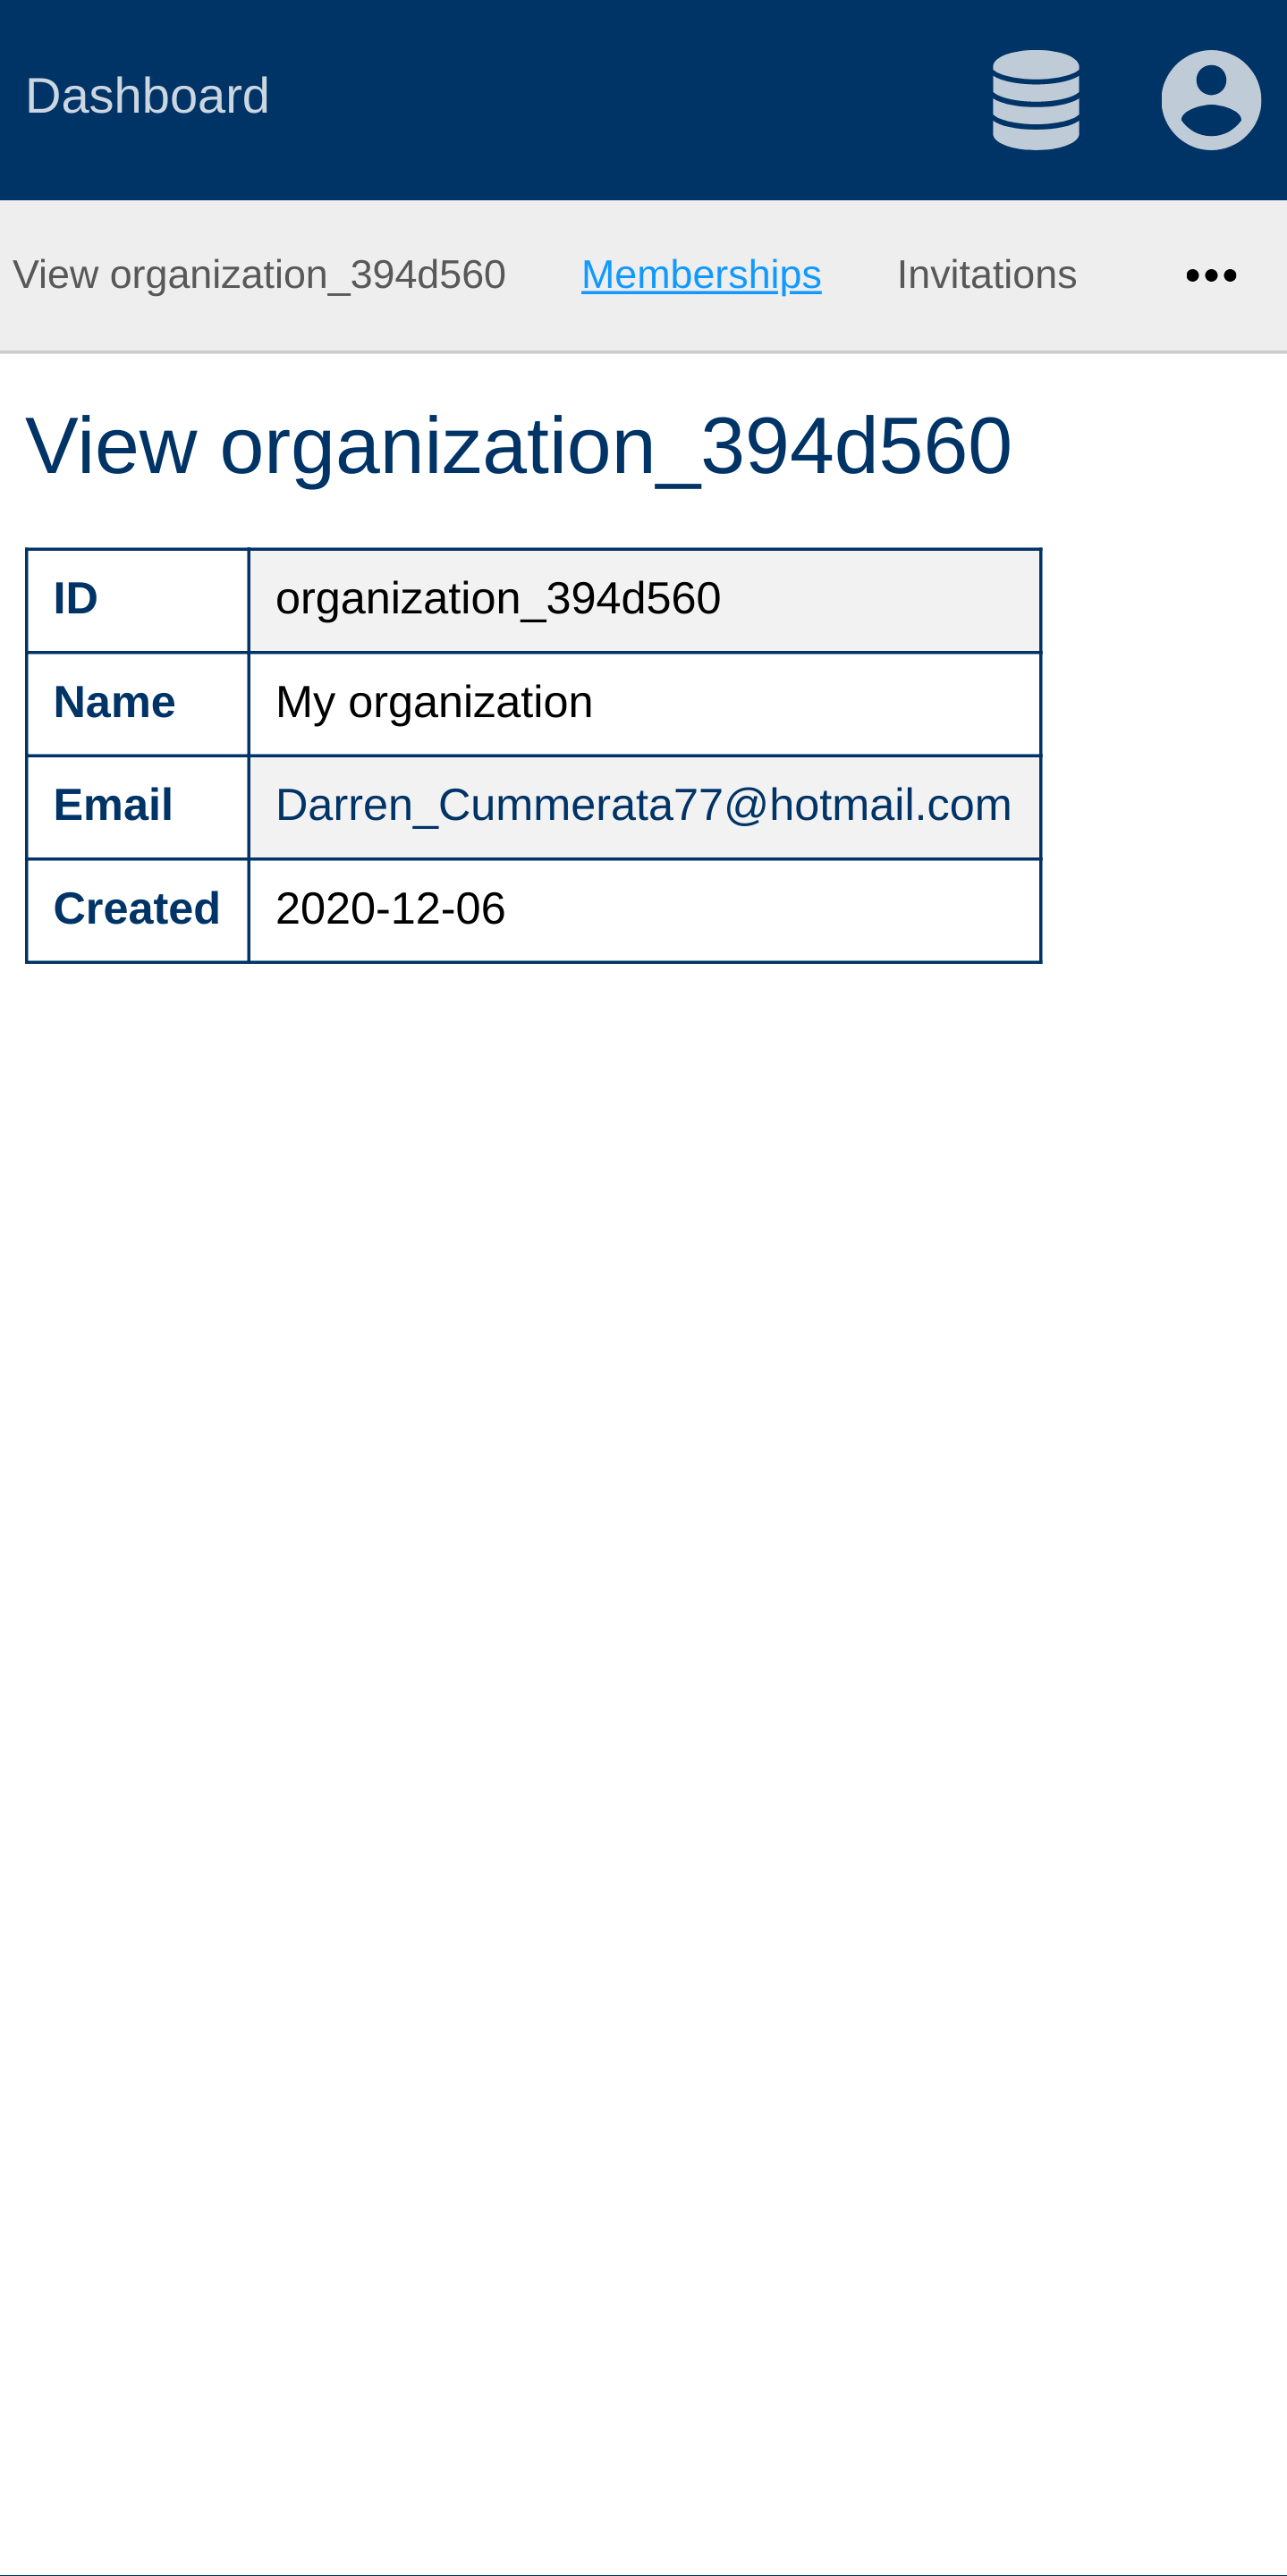 Dashboard
View organization_394d560 Memberships Invitations •••
View organization_394d560
ID organization_394d560
Name My organization
Email Darren_Cummerata77@hotmail.com
Created 2020-12-06